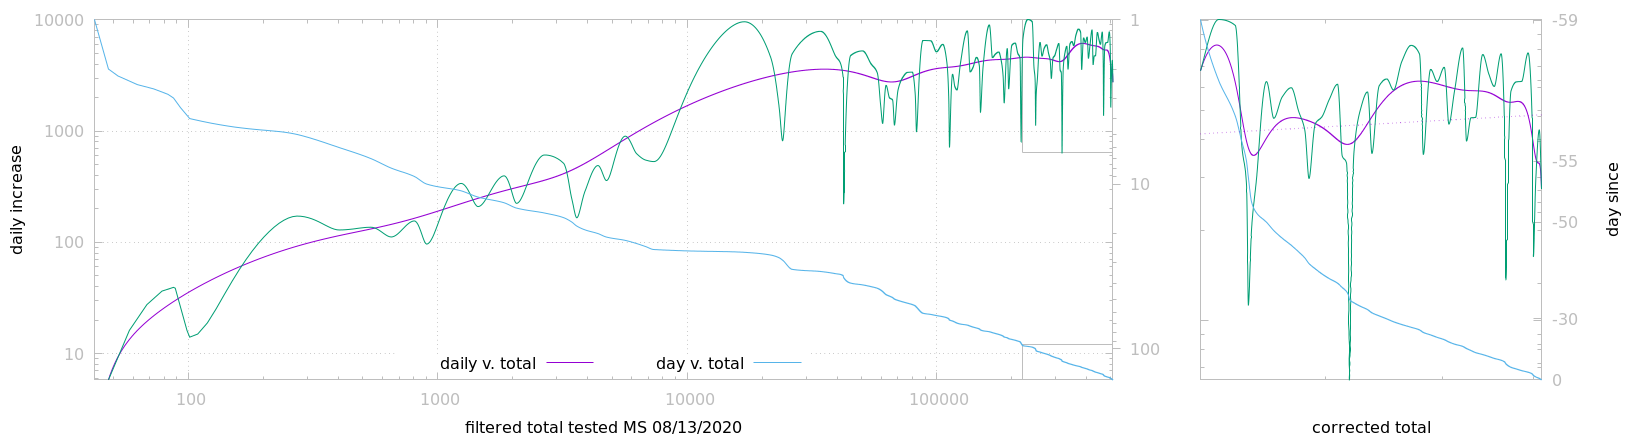 10000
1000
100
10
daily increase
1
10
100
daily v. total
day v. total
100
1000
10000
100000
filtered total tested MS 08/13/2020
-59
-55
-50
-30
0
day since
corrected total